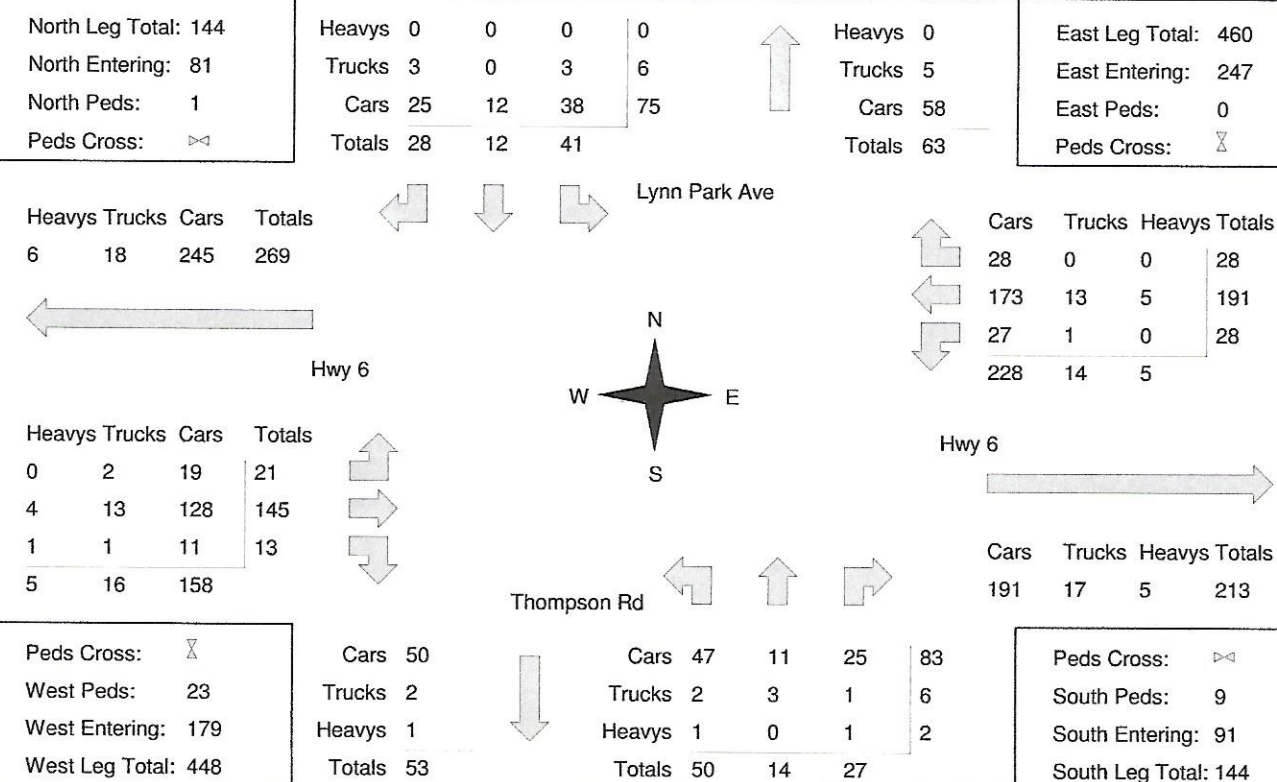 North Leg Total: 144
North Entering: 81
North Peds: 1
Peds Cross:
Heavys 0 0 0 0
Trucks 3 0 3 6
Cars 25 12 38 75
Totals 28 12 41
Heavys 0
Trucks 5
Cars 58
Totals 63
East Leg Total: 460
East Entering: 247
East Peds: 0
Peds Cross:
Lynn Park Ave
Heavys Trucks Cars Totals
6 18 245 269
Cars Trucks Heavys Totals
28 0 0 28
173 13 5 191
27 1 0 28
228 14 5
Hwy 6
N
W E
S
Heavys Trucks Cars Totals
0 2 19 21
4 13 128 145
1 1 11 13
5 16 158
Hwy 6
Cars Trucks Heavys Totals
191 17 5 213
Thompson Rd
Peds Cross:
West Peds: 23
West Entering: 179
West Leg Total: 448
Cars 50
Trucks 2
Heavys 1
Totals 53
Cars 47 11 25 83
Trucks 2 3 1 6
Heavys 1 0 1 2
Totals 50 14 27
Peds Cross:
South Peds: 9
South Entering: 91
South Leg Total: 144